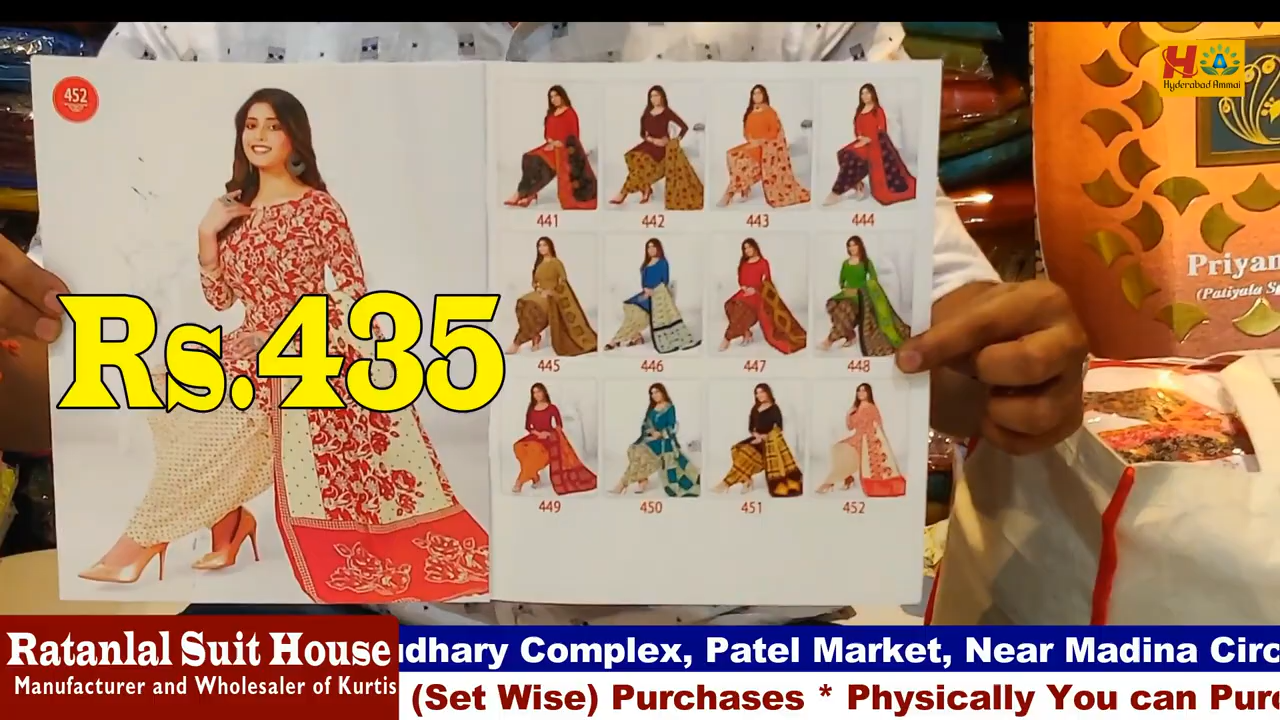 452
H
Hyderabad Ammai
441 442 443 444
Priyan
(Patiyala S
445 446 447 448
Rs.435
449 450 451 452
Ratanlal Suit House
Manufacturer and Wholesaler of Kurtis
dhary Complex, Patel Market, Near Madina Circ
(Set Wise) Purchases * Physically You can Purc